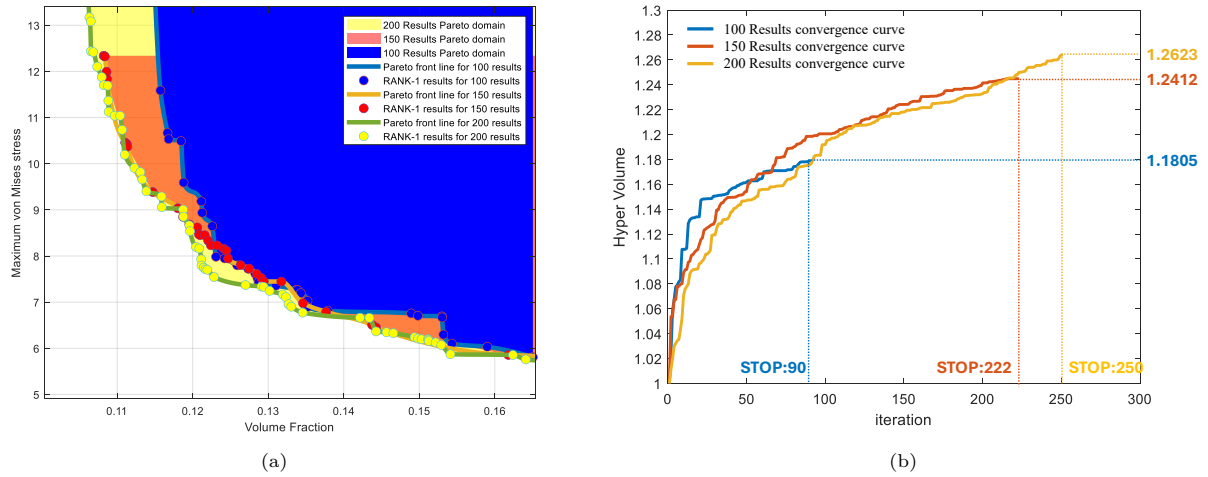 13
12
11
10
9
8
7
6
5
0.11
0.12
0.13
0.14
0.15
0.16
Maximum von Mises stress
Volume Fraction
200 Results Pareto domain
150 Results Pareto domain
100 Results Pareto domain
Pareto front line for 100 results
RANK-1 results for 100 results
Pareto front line for 150 results
RANK-1 results for 150 results
Pareto front line for 200 results
RANK-1 results for 200 results
(a)
1.3
1.28
1.26
1.24
1.22
1.2
1.18
1.16
1.14
1.12
1.1
1.08
1.06
1.04
1.02
1
0
50
100
150
200
250
300
Hyper Volume
iteration
100 Results convergence curve
150 Results convergence curve
200 Results convergence curve
1.2623
1.2412
1.1805
STOP:90
STOP:222
STOP:250
(b)